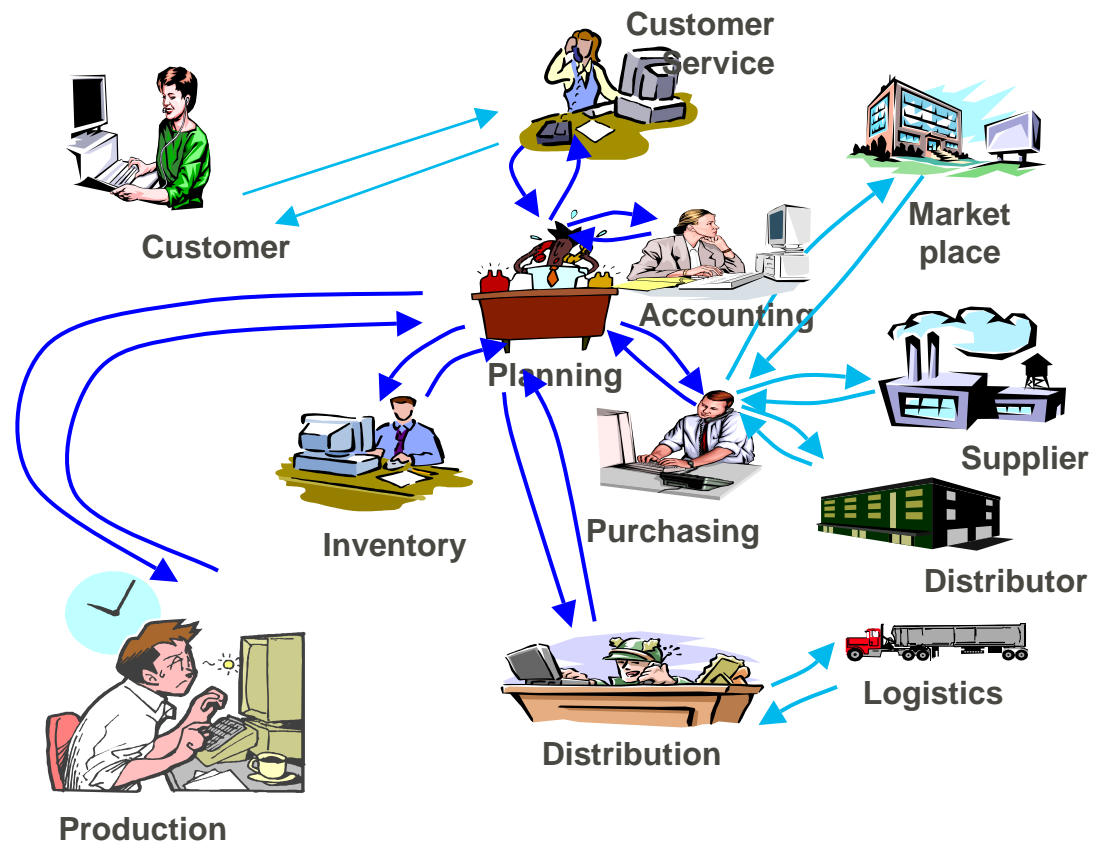 Customer
Service
Customer
Market
place
Accounting
Planning
Supplier
Purchasing
Inventory
Distributor
Logistics
Distribution
Production